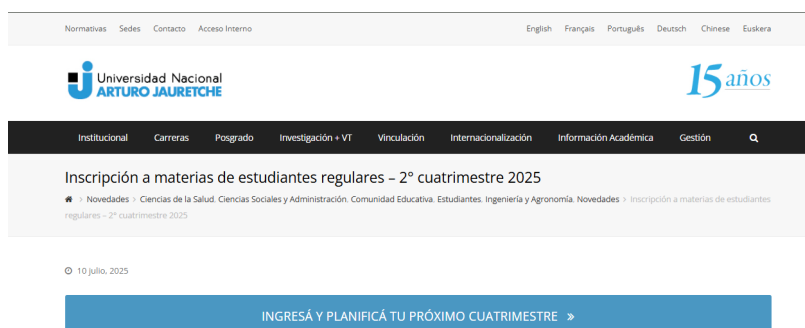 Normativas Sedes Contacto Acceso Interno English Français Português Deutsch Chinese Euskera
Universidad Nacional
ARTURO JAURETCHE
15 años
Institucional Carreras Posgrado Investigación + VT Vinculación Internacionalización Información Académica Gestión
Inscripción a materias de estudiantes regulares – 2° cuatrimestre 2025
> Novedades > Ciencias de la Salud. Ciencias Sociales y Administración. Comunidad Educativa. Estudiantes. Ingeniería y Agronomía. Novedades > Inscripción a materias de estudiantes
regulares – 2° cuatrimestre 2025
10 julio, 2025
INGRESÁ Y PLANIFICÁ TU PRÓXIMO CUATRIMESTRE »